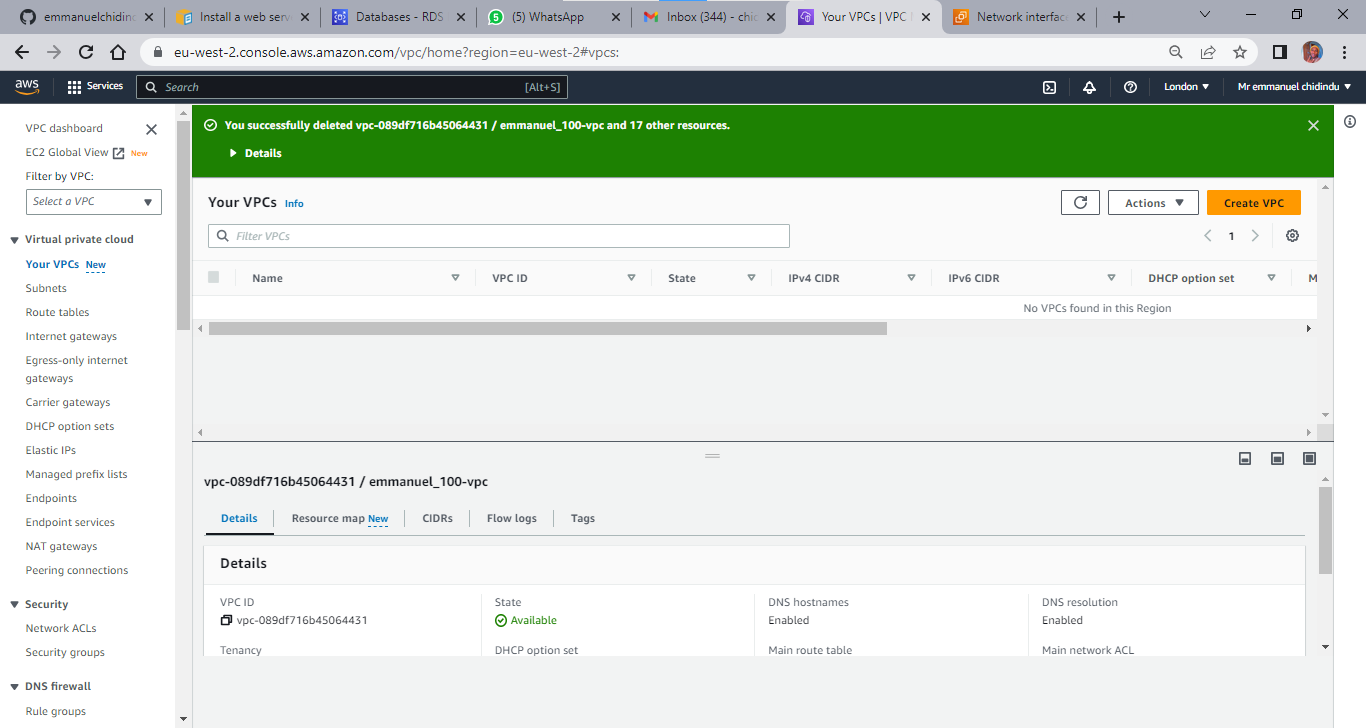 emmanuelchidind
Install a web serv
Databases - RDS
(5) WhatsApp
Inbox (344) - chid
Your VPCs | VPC
Network interfac
eu-west-2.console.aws.amazon.com/vpc/home?region=eu-west-2#vpcs:
aws
Services
Search
[Alt+S]
London
Mr emmanuel chidindu
VPC dashboard
EC2 Global View New
Filter by VPC:
Select a VPC
Virtual private cloud
Your VPCs New
Subnets
Route tables
Internet gateways
Egress-only internet
gateways
Carrier gateways
DHCP option sets
Elastic IPs
Managed prefix lists
Endpoints
Endpoint services
NAT gateways
Peering connections
Security
Network ACLs
Security groups
DNS firewall
Rule groups
You successfully deleted vpc-089df716b45064431 / emmanuel_100-vpc and 17 other resources.
Details
Your VPCs Info
Actions
Create VPC
Filter VPCs
1
Name
VPC ID
State
IPv4 CIDR
IPv6 CIDR
DHCP option set
M
No VPCs found in this Region
vpc-089df716b45064431 / emmanuel_100-vpc
Details
Resource map New
CIDRs
Flow logs
Tags
Details
VPC ID
vpc-089df716b45064431
State
Available
DNS hostnames
Enabled
DNS resolution
Enabled
Tenancy
DHCP option set
Main route table
Main network ACL